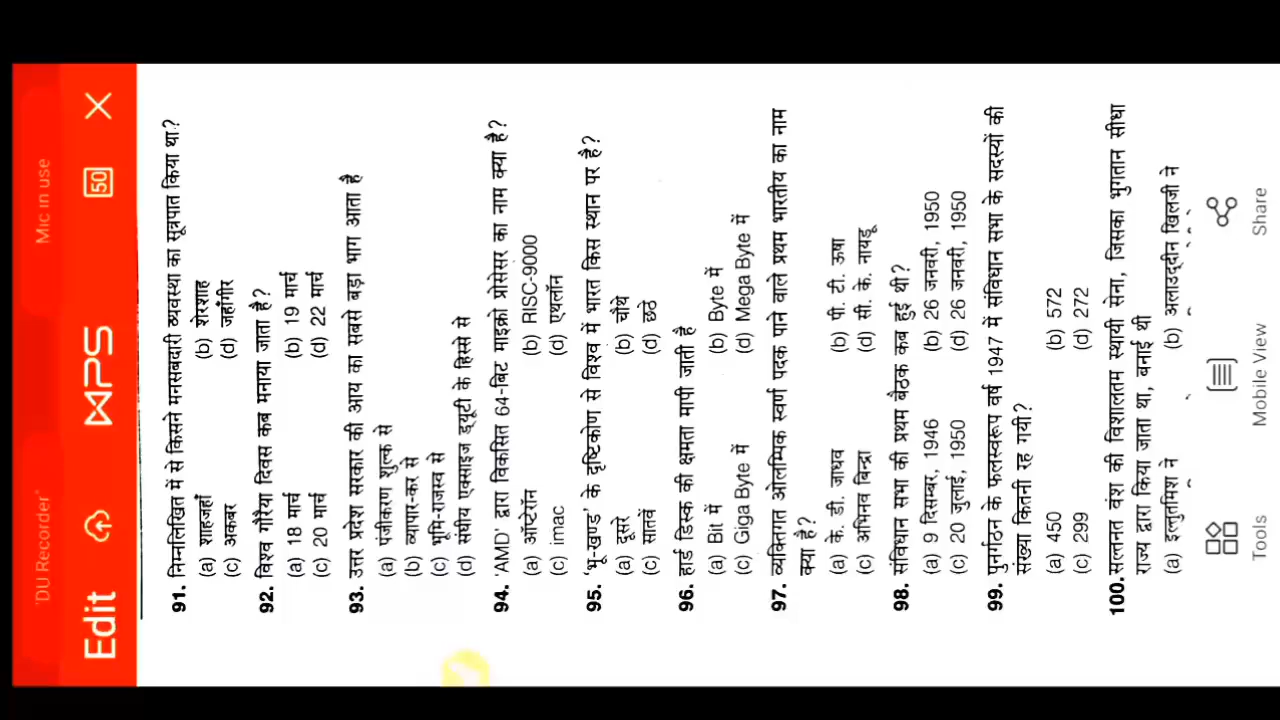 "DU Recorder"
Mic in use
Edit
WPS
50
91. निम्नलिखित में से किसने मनसबदारी व्यवस्था का सूत्रपात किया था?
(a) शाहजहाँ (b) शेरशाह
(c) अकबर (d) जहाँगीर
92. विश्व गौरैया दिवस कब मनाया जाता है?
(a) 18 मार्च (b) 19 मार्च
(c) 20 मार्च (d) 22 मार्च
93. उत्तर प्रदेश सरकार की आय का सबसे बड़ा भाग आता है
(a) पंजीकरण शुल्क से
(b) व्यापार-कर से
(c) भूमि-राजस्व से
(d) संघीय एक्साइज ड्यूटी के हिस्से से
94. 'AMD' द्वारा विकसित 64-बिट माइक्रो प्रोसेसर का नाम क्या है?
(a) ऑप्टेरॉन (b) RISC-9000
(c) imac (d) एथलॉन
95. 'भू-खण्ड' के दृष्टिकोण से विश्व में भारत किस स्थान पर है?
(a) दूसरे (b) चौथे
(c) सातवें (d) छठे
96. हार्ड डिस्क की क्षमता मापी जाती है
(a) Bit में (b) Byte में
(c) Giga Byte में (d) Mega Byte में
97. व्यक्तिगत ओलम्पिक स्वर्ण पदक पाने वाले प्रथम भारतीय का नाम
क्या है?
(a) के. डी. जाधव (b) पी. टी. ऊषा
(c) अभिनव बिन्द्रा (d) सी. के. नायडू
98. संविधान सभा की प्रथम बैठक कब हुई थी?
(a) 9 दिसम्बर, 1946 (b) 26 जनवरी, 1950
(c) 20 जुलाई, 1950 (d) 26 जनवरी, 1950
99. पुनर्गठन के फलस्वरूप वर्ष 1947 में संविधान सभा के सदस्यों की
संख्या कितनी रह गयी?
(a) 450 (b) 572
(c) 299 (d) 272
100. सल्तनत वंश की विशालतम स्थायी सेना, जिसका भुगतान सीधा
राज्य द्वारा किया जाता था, बनाई थी
(a) इल्तुतमिश ने (b) अलाउद्दीन खिलजी ने
Tools
Mobile View
Share